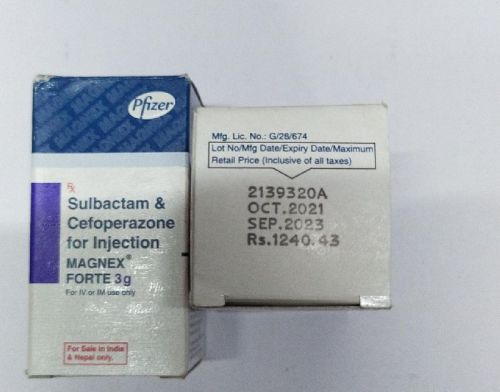 Pfizer
Rx
Sulbactam &
Cefoperazone
for Injection
MAGNEX®
FORTE 3g
For IV or IM use only
For Sale in India
& Nepal only.
Mfg. Lic. No.: G/28/674
Lot No/Mfg Date/Expiry Date/Maximum
Retail Price (Inclusive of all taxes)
2139320A
OCT.2021
SEP.2023
Rs.1240.43